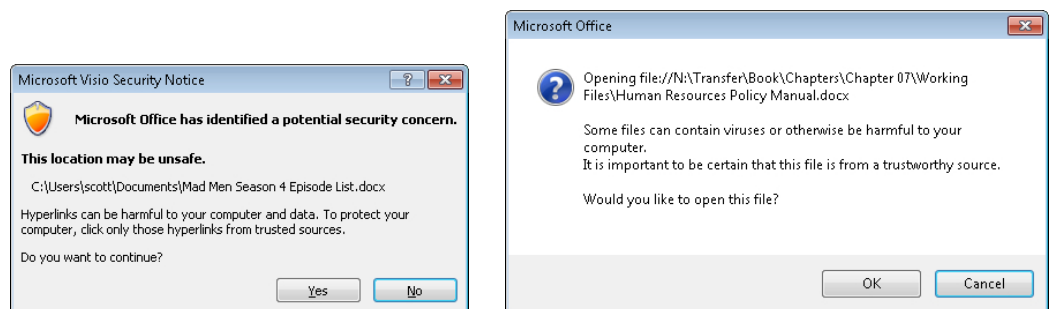 Microsoft Visio Security Notice
Microsoft Office has identified a potential security concern.
This location may be unsafe.
C:\Users\scott\Documents\Mad Men Season 4 Episode List.docx
Hyperlinks can be harmful to your computer and data. To protect your
computer, click only those hyperlinks from trusted sources.
Do you want to continue?
Yes
No
Microsoft Office
Opening file://N:\Transfer\Book\Chapters\Chapter 07\Working
Files\Human Resources Policy Manual.docx
Some files can contain viruses or otherwise be harmful to your
computer.
It is important to be certain that this file is from a trustworthy source.
Would you like to open this file?
OK
Cancel